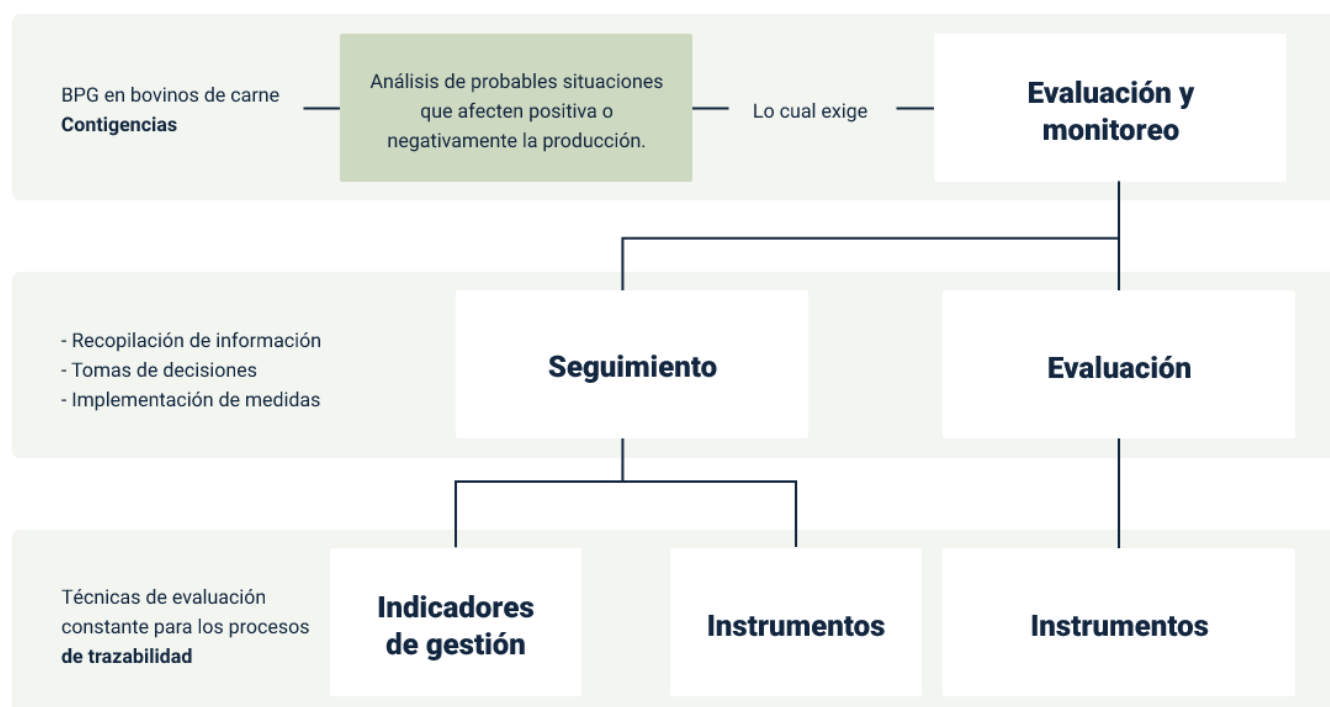 BPG en bovinos de carne
Contigencias
Análisis de probables situaciones
que afecten positiva o
negativamente la producción.
Lo cual exige
Evaluación y
monitoreo
- Recopilación de información
- Tomas de decisiones
- Implementación de medidas
Seguimiento
Evaluación
Técnicas de evaluación
constante para los procesos
de trazabilidad
Indicadores
de gestión
Instrumentos
Instrumentos